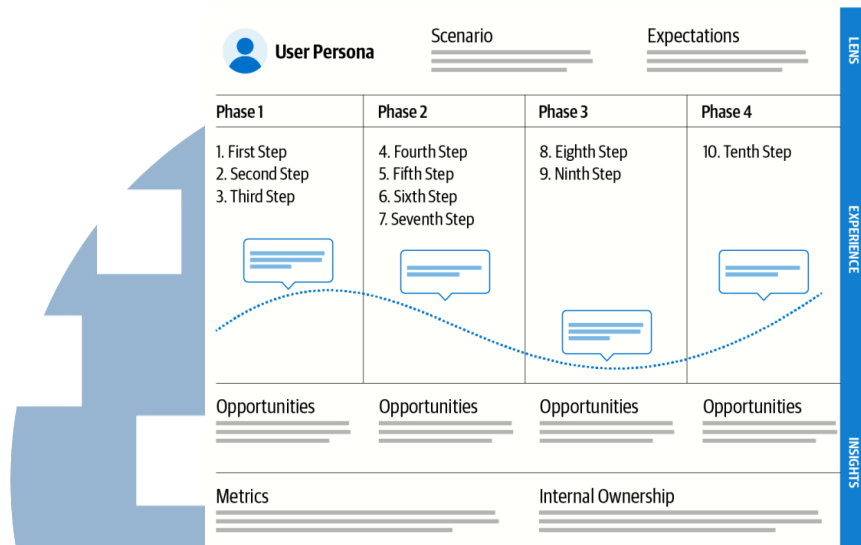 User Persona
Scenario
Expectations
LENS
Phase 1
Phase 2
Phase 3
Phase 4
1. First Step
2. Second Step
3. Third Step
4. Fourth Step
5. Fifth Step
6. Sixth Step
7. Seventh Step
8. Eighth Step
9. Ninth Step
10. Tenth Step
EXPERIENCE
Opportunities
Opportunities
Opportunities
Opportunities
INSIGHTS
Metrics
Internal Ownership